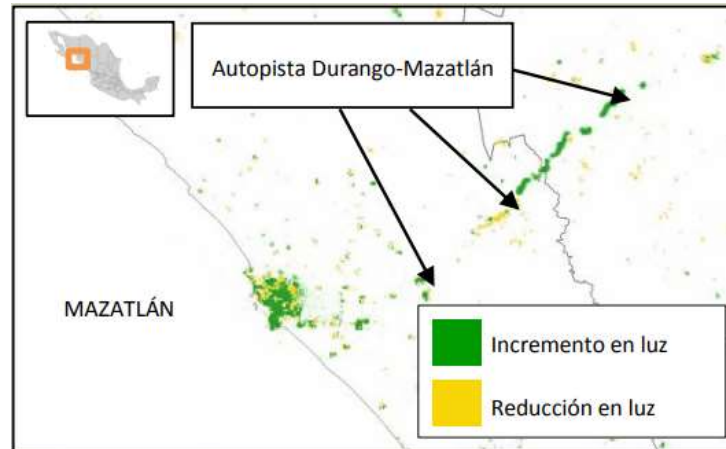 Autopista Durango-Mazatlán
MAZATLÁN
Incremento en luz
Reducción en luz